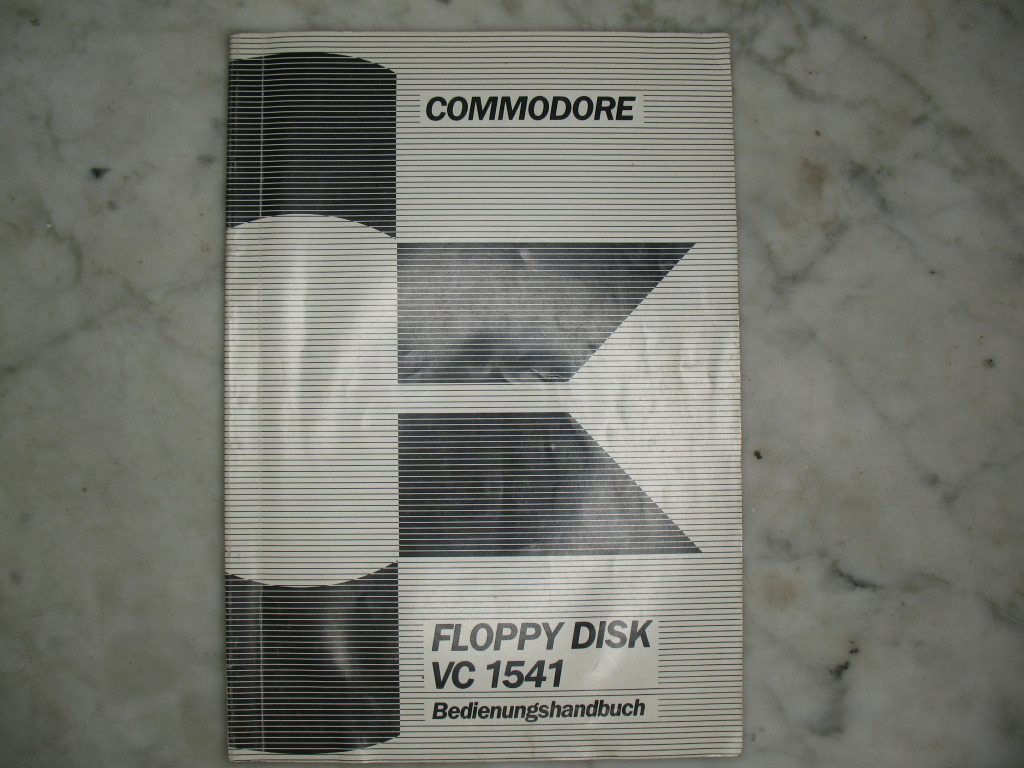 COMMODORE
FLOPPY DISK
VC 1541
Bedienungshandbuch